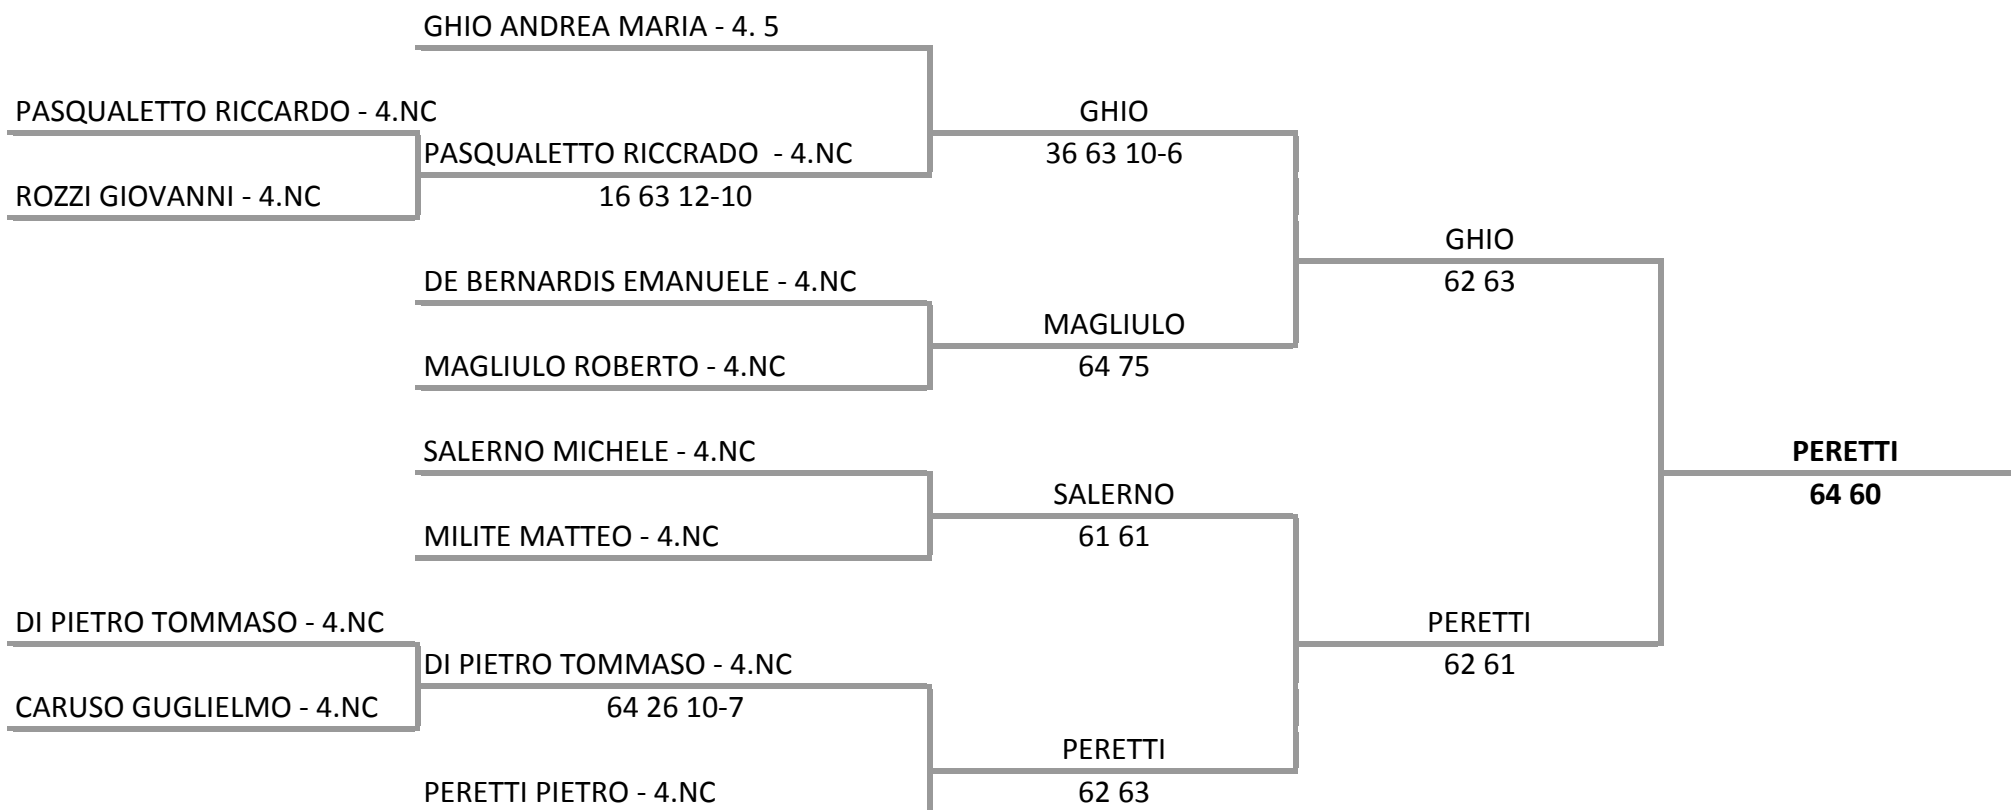 GHIO ANDREA MARIA - 4. 5
PASQUALETTO RICCARDO - 4.NC
GHIO
PASQUALETTO RICCRADO  - 4.NC
36 63 10-6
ROZZI GIOVANNI - 4.NC
16 63 12-10
GHIO
DE BERNARDIS EMANUELE - 4.NC
62 63
MAGLIULO
MAGLIULO ROBERTO - 4.NC
64 75
SALERNO MICHELE - 4.NC
PERETTI
SALERNO
64 60
MILITE MATTEO - 4.NC
61 61
DI PIETRO TOMMASO - 4.NC
PERETTI
DI PIETRO TOMMASO - 4.NC
62 61
CARUSO GUGLIELMO - 4.NC
64 26 10-7
PERETTI
PERETTI PIETRO - 4.NC
62 63